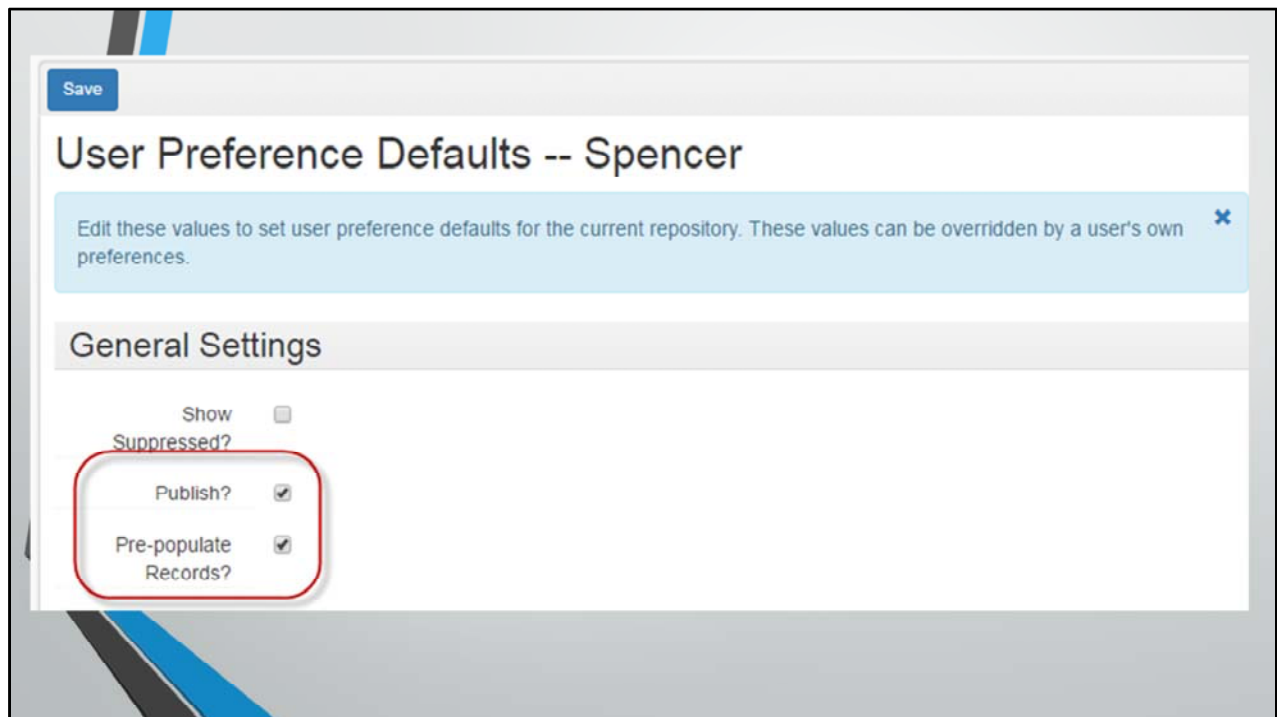 Save
User Preference Defaults -- Spencer
Edit these values to set user preference defaults for the current repository. These values can be overridden by a user's own
preferences.
General Settings
Show
Suppressed?
Publish?
Pre-populate
Records?